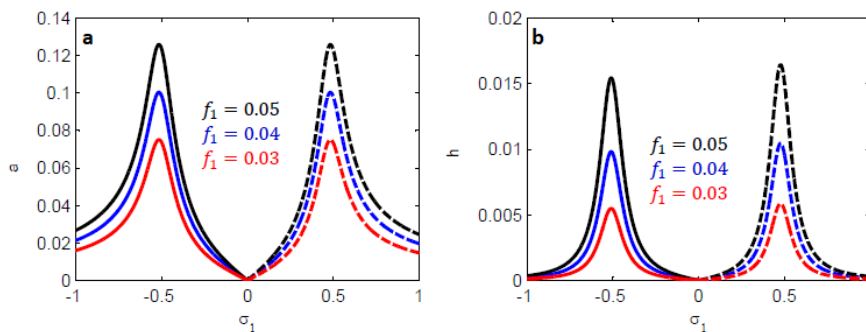 a
0.14
0.12
0.1
0.08
0.06
0.04
0.02
0
a
f₁ = 0.05
f₁ = 0.04
f₁ = 0.03
-1 -0.5 0 0.5 1
σ₁
b
0.02
0.015
0.01
0.005
0
h
f₁ = 0.05
f₁ = 0.04
f₁ = 0.03
-1 -0.5 0 0.5
σ₁